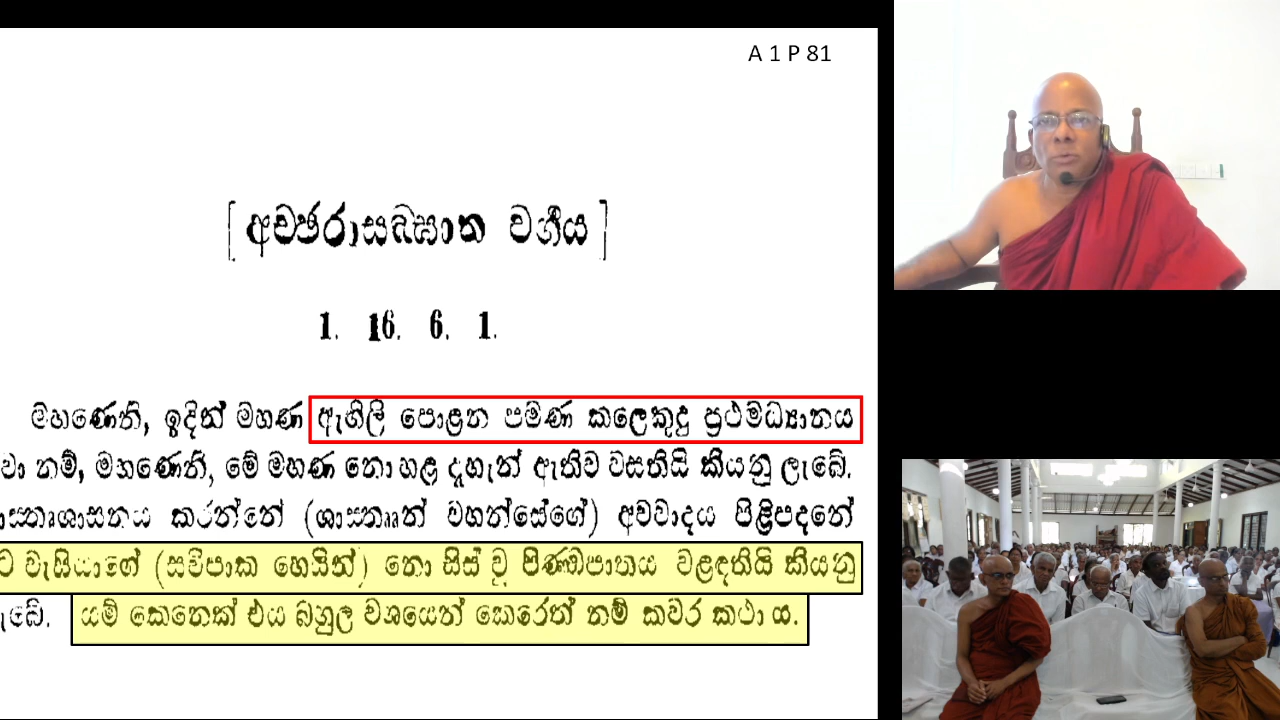 A 1 P 81
[ අච්ඡරාසඞ්ඝාත වර්‍ගය ]
1. 16. 6. 1.
මහණෙනි, ඉදින් මහණ ඇඟිලි පොළන පමණ කලෙකුදු ප්‍රථමධ්‍යානය
වා නම්, මහණෙනි, මේ මහණ නො හළ දැහැන් ඇතිව වසතියි කියනු ලැබේ.
ාස්තෘශාසනය කරන්නේ (ශාස්තෲන් වහන්සේගේ) අවවාදය පිළිපදනේ
ට වැසියාගේ (සවිපාක හෙයින්) නො සිස් වූ පිණ්ඩපාතය වළඳතියි කියනු
ැබේ. යම් කෙනෙක් එය බහුල වශයෙන් කෙරෙත් නම් කවර කථා ය.